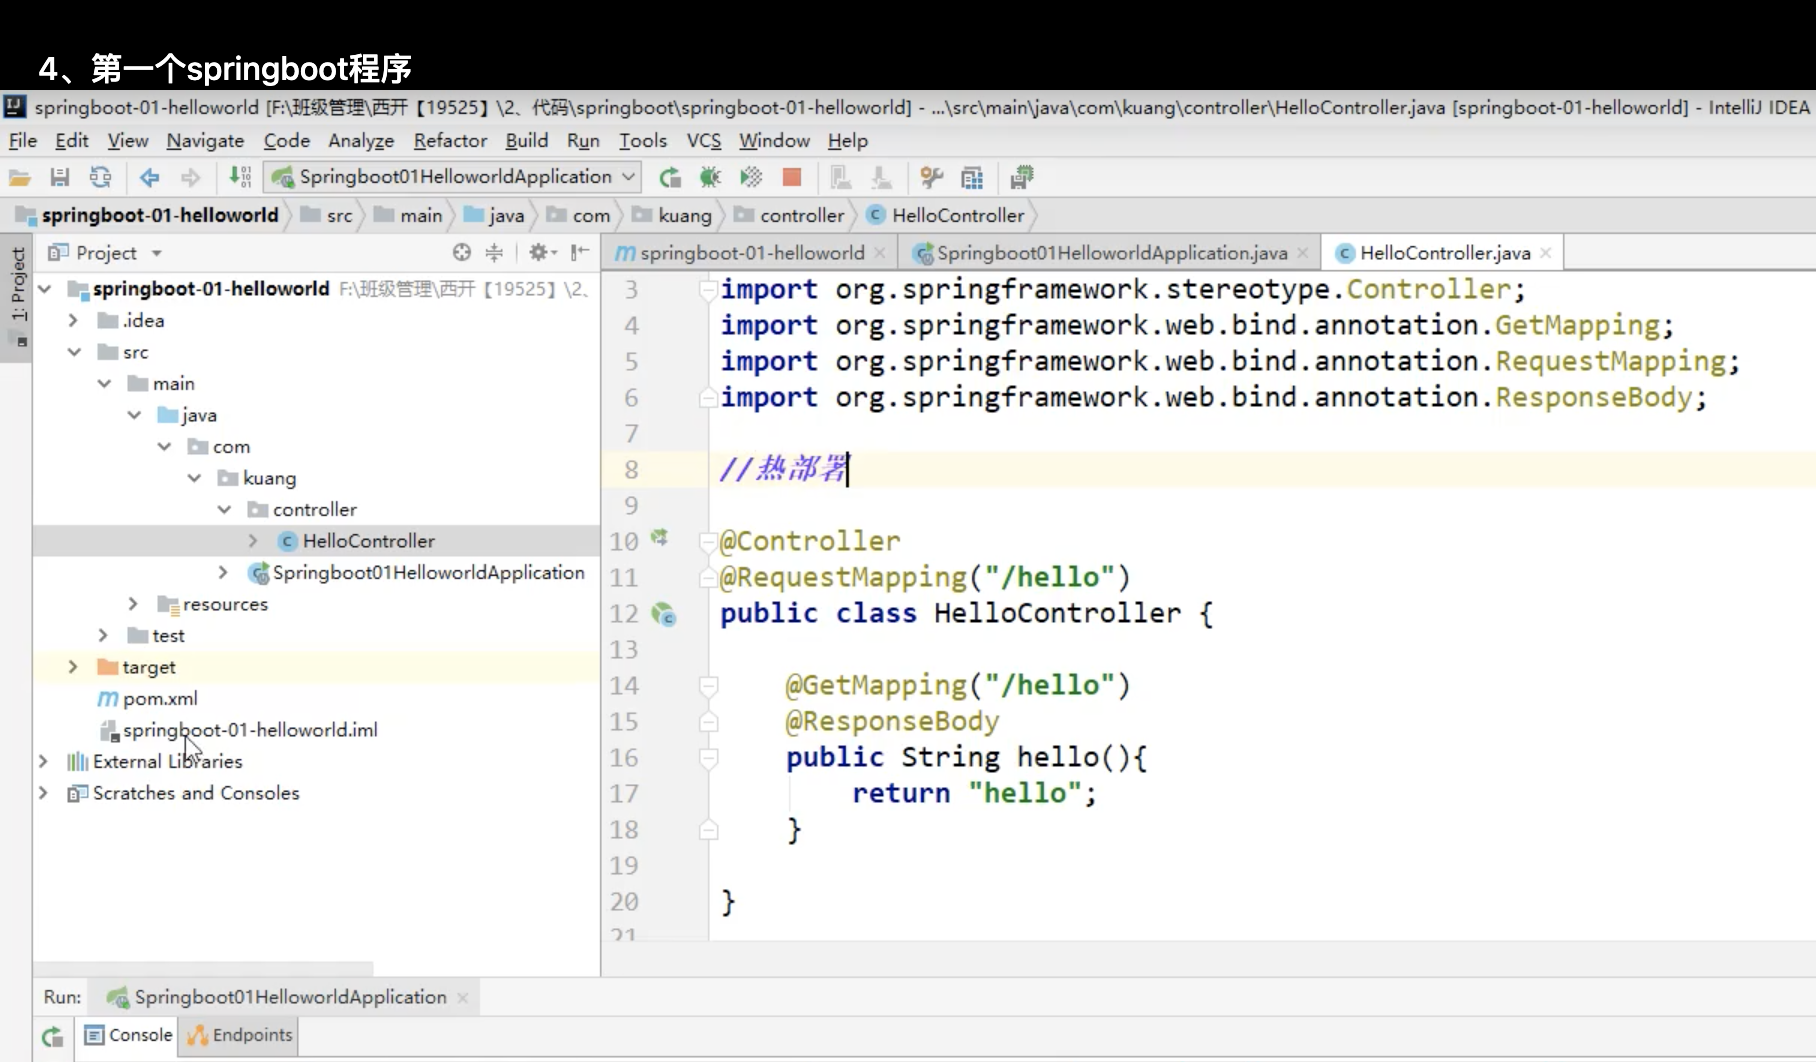 4、第一个springboot程序
springboot-01-helloworld [F:\班级管理\西开【19525】\2、代码\springboot\springboot-01-helloworld] - ...\src\main\java\com\kuang\controller\HelloController.java [springboot-01-helloworld] - IntelliJ IDEA
File Edit View Navigate Code Analyze Refactor Build Run Tools VCS Window Help
Springboot01HelloworldApplication
springboot-01-helloworld src main java com kuang controller HelloController
1: Project
Project
springboot-01-helloworld Springboot01HelloworldApplication.java HelloController.java
springboot-01-helloworld F:\班级管理\西开【19525】\2、
.idea
src
main
java
com
kuang
controller
HelloController
Springboot01HelloworldApplication
resources
test
target
pom.xml
springboot-01-helloworld.iml
External Libraries
Scratches and Consoles
3 import org.springframework.stereotype.Controller;
4 import org.springframework.web.bind.annotation.GetMapping;
5 import org.springframework.web.bind.annotation.RequestMapping;
6 import org.springframework.web.bind.annotation.ResponseBody;
7
8 //热部署
9
10 @Controller
11 @RequestMapping("/hello")
12 public class HelloController {
13
14 @GetMapping("/hello")
15 @ResponseBody
16 public String hello(){
17 return "hello";
18 }
19
20 }
21
Run: Springboot01HelloworldApplication
Console Endpoints